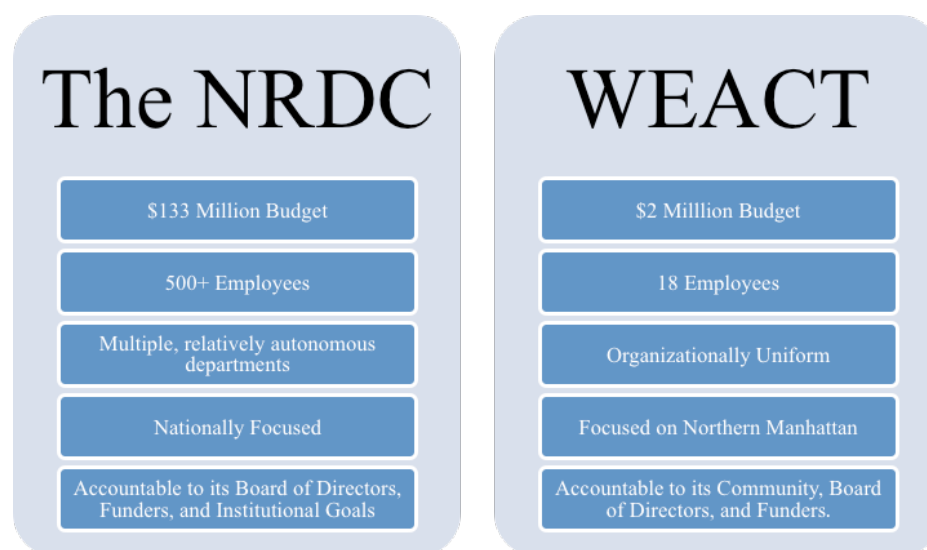 The NRDC
$133 Million Budget
500+ Employees
Multiple, relatively autonomous
departments
Nationally Focused
Accountable to its Board of Directors,
Funders, and Institutional Goals
WEACT
$2 Milllion Budget
18 Employees
Organizationally Uniform
Focused on Northern Manhattan
Accountable to its Community, Board
of Directors, and Funders.